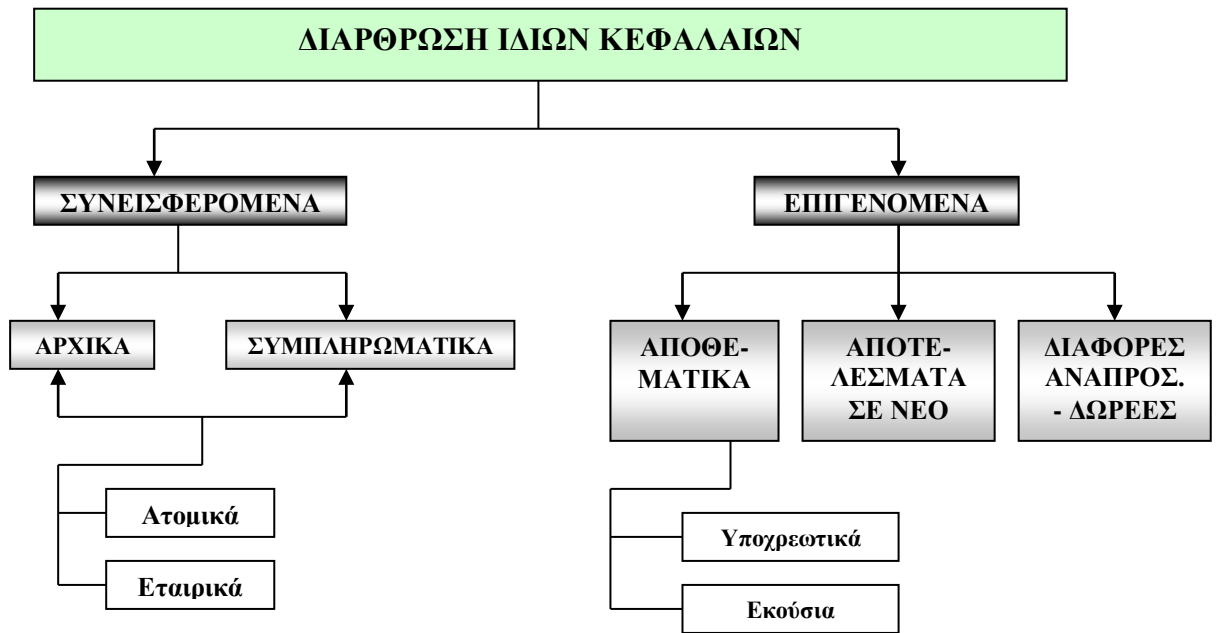 ΔΙΑΡΘΡΩΣΗ ΙΔΙΩΝ ΚΕΦΑΛΑΙΩΝ
ΣΥΝΕΙΣΦΕΡΟΜΕΝΑ
ΕΠΙΓΕΝΟΜΕΝΑ
ΑΡΧΙΚΑ
ΣΥΜΠΛΗΡΩΜΑΤΙΚΑ
ΑΠΟΘΕ-
ΜΑΤΙΚΑ
ΑΠΟΤΕ-
ΛΕΣΜΑΤΑ
ΣΕ ΝΕΟ
ΔΙΑΦΟΡΕΣ
ΑΝΑΠΡΟΣ.
- ΔΩΡΕΕΣ
Ατομικά
Εταιρικά
Υποχρεωτικά
Εκούσια